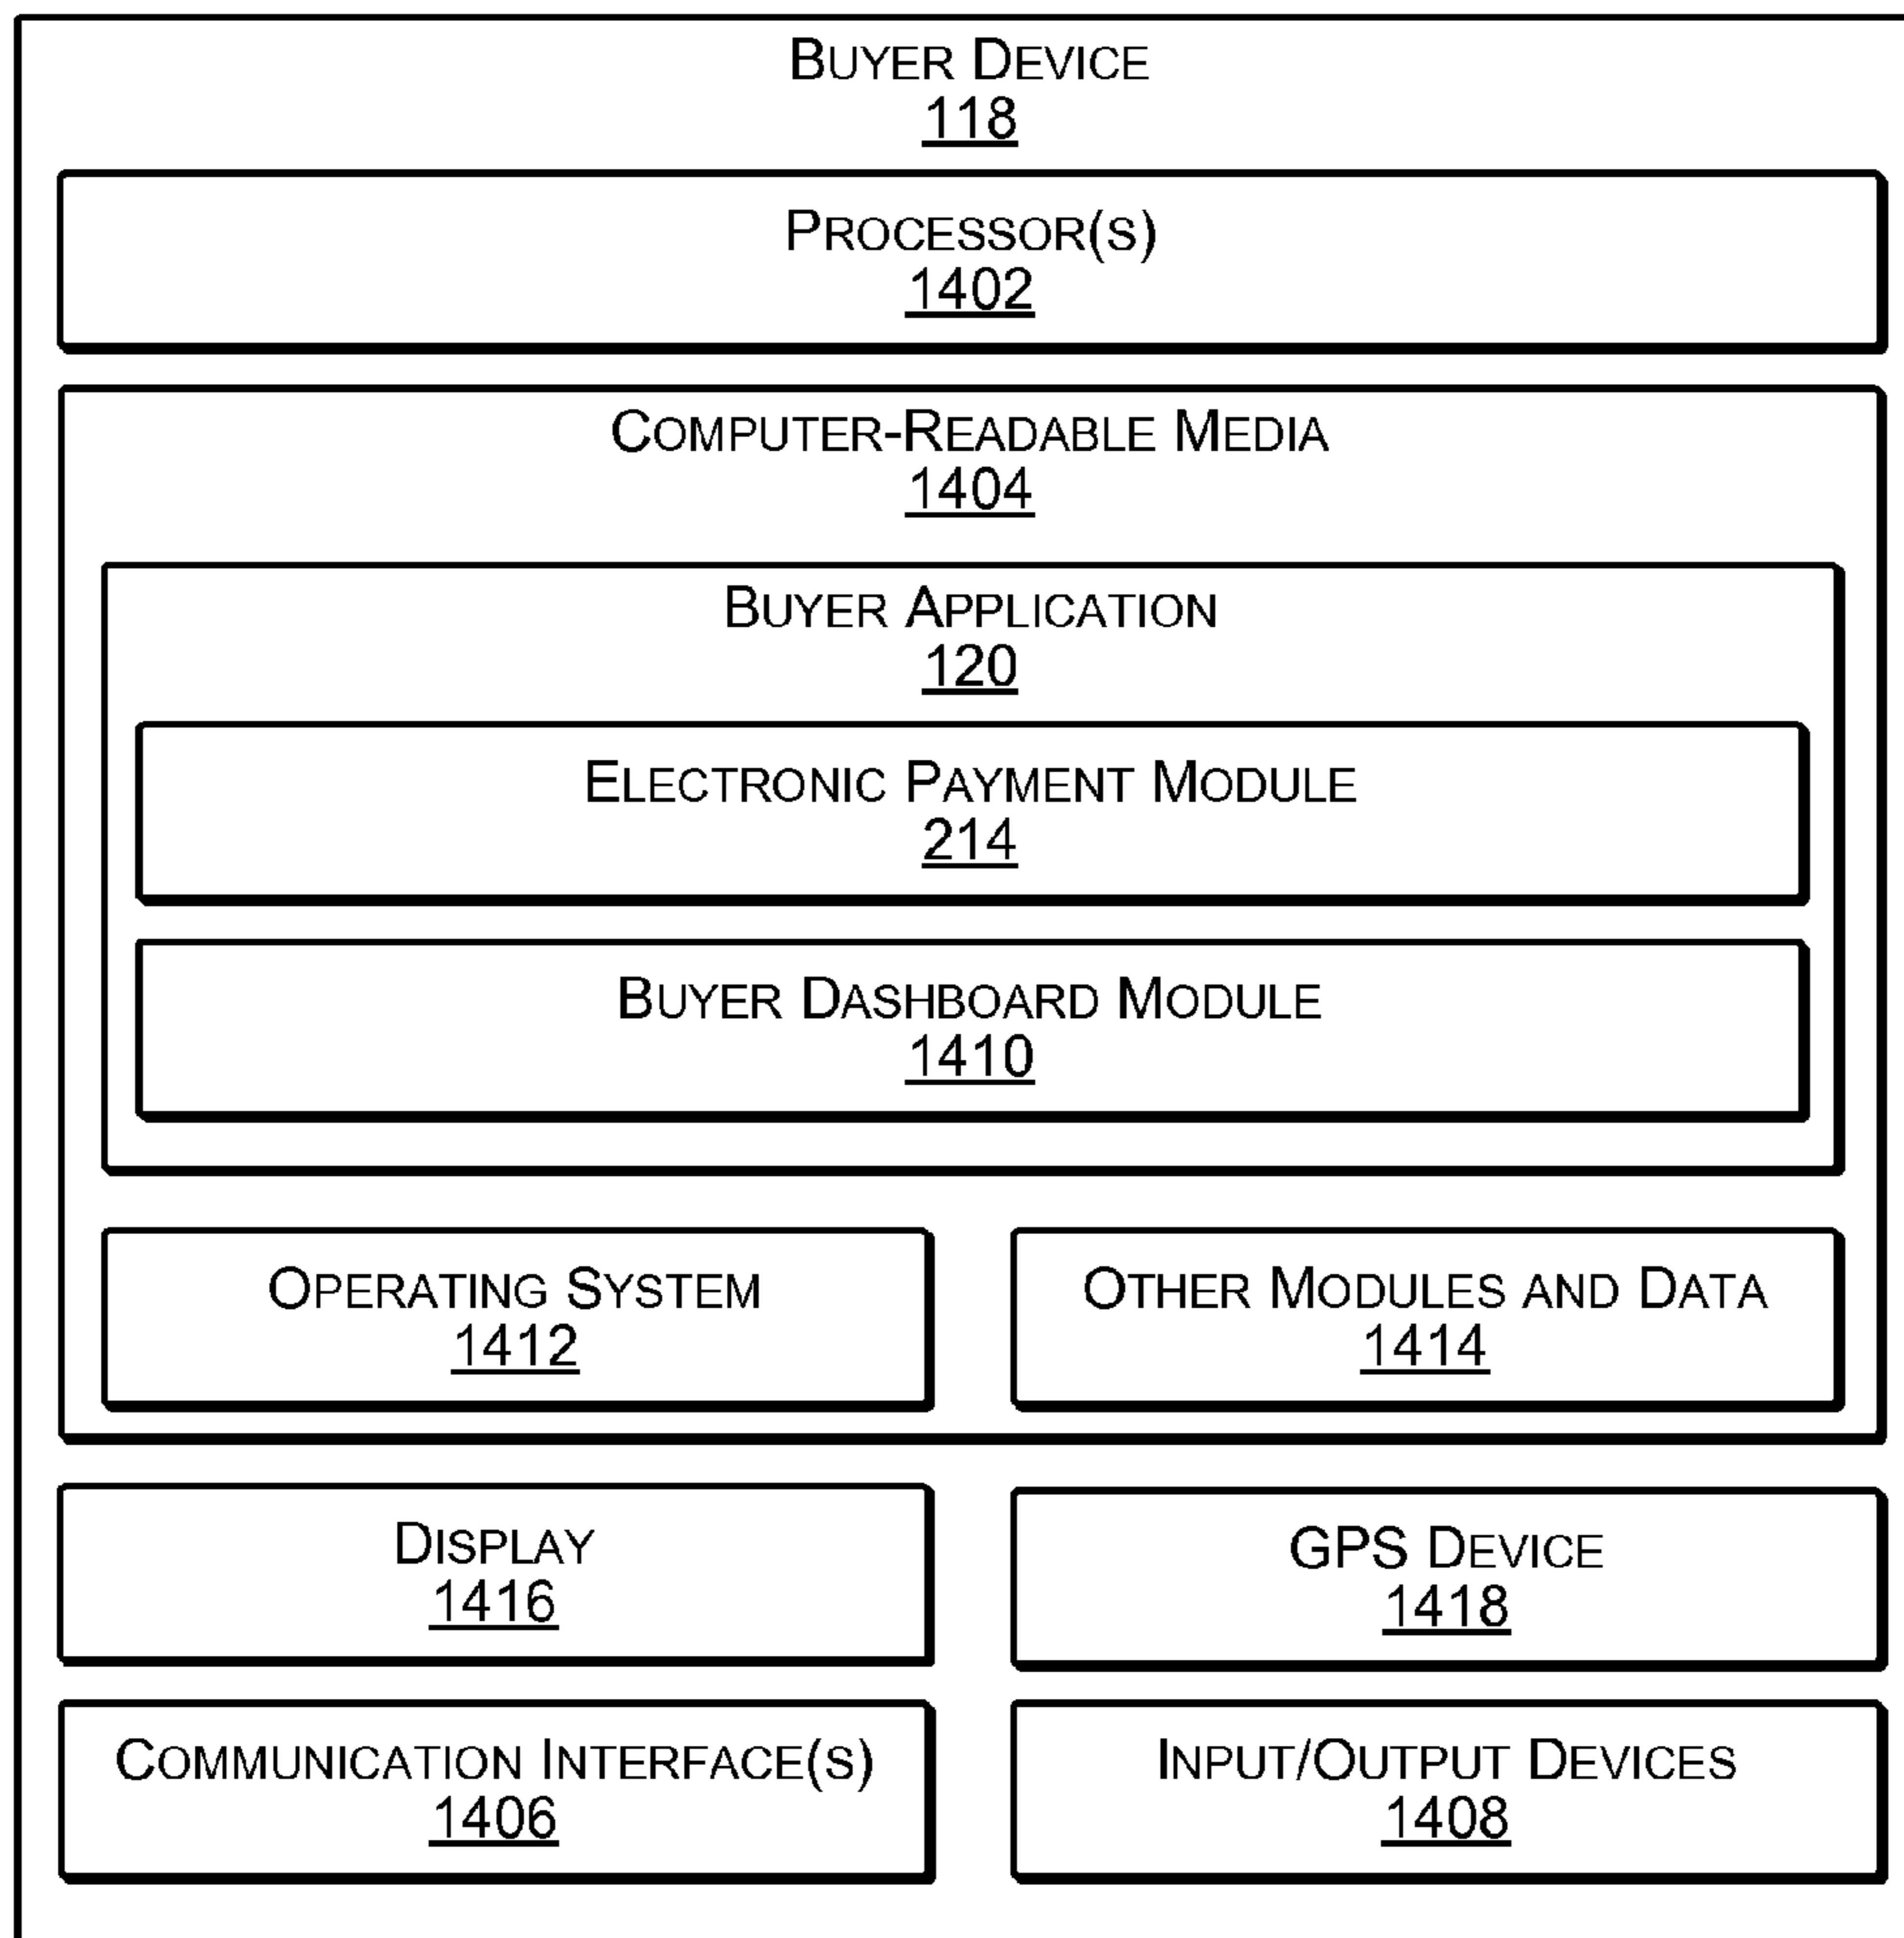 BUYER DEVICE
118
PROCESSOR(S)
1402
COMPUTER-READABLE MEDIA
1404
BUYER APPLICATION
120
ELECTRONIC PAYMENT MODULE
214
BUYER DASHBOARD MODULE
1410
OPERATING SYSTEM
1412
OTHER MODULES AND DATA
1414
DISPLAY
1416
GPS DEVICE
1418
COMMUNICATION INTERFACE(S)
1406
INPUT/OUTPUT DEVICES
1408